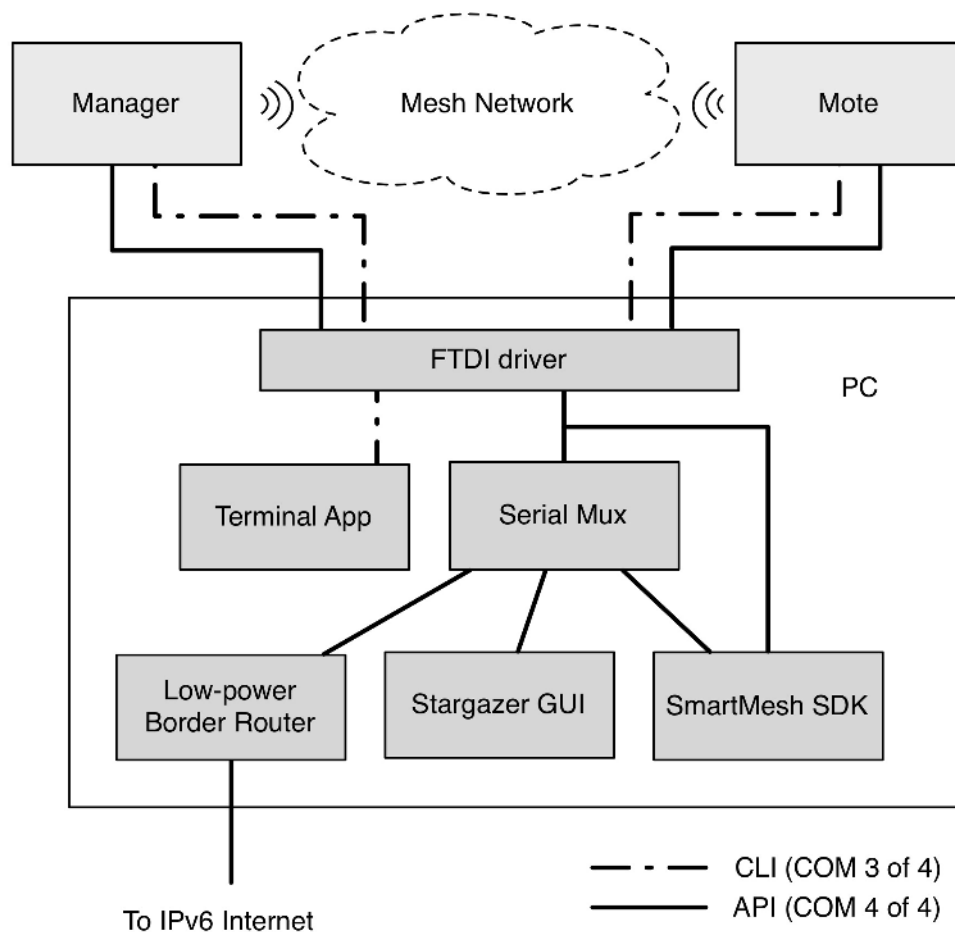 Manager
Mesh Network
Mote
FTDI driver
PC
Terminal App
Serial Mux
Low-power
Border Router
Stargazer GUI
SmartMesh SDK
CLI (COM 3 of 4)
API (COM 4 of 4)
To IPv6 Internet